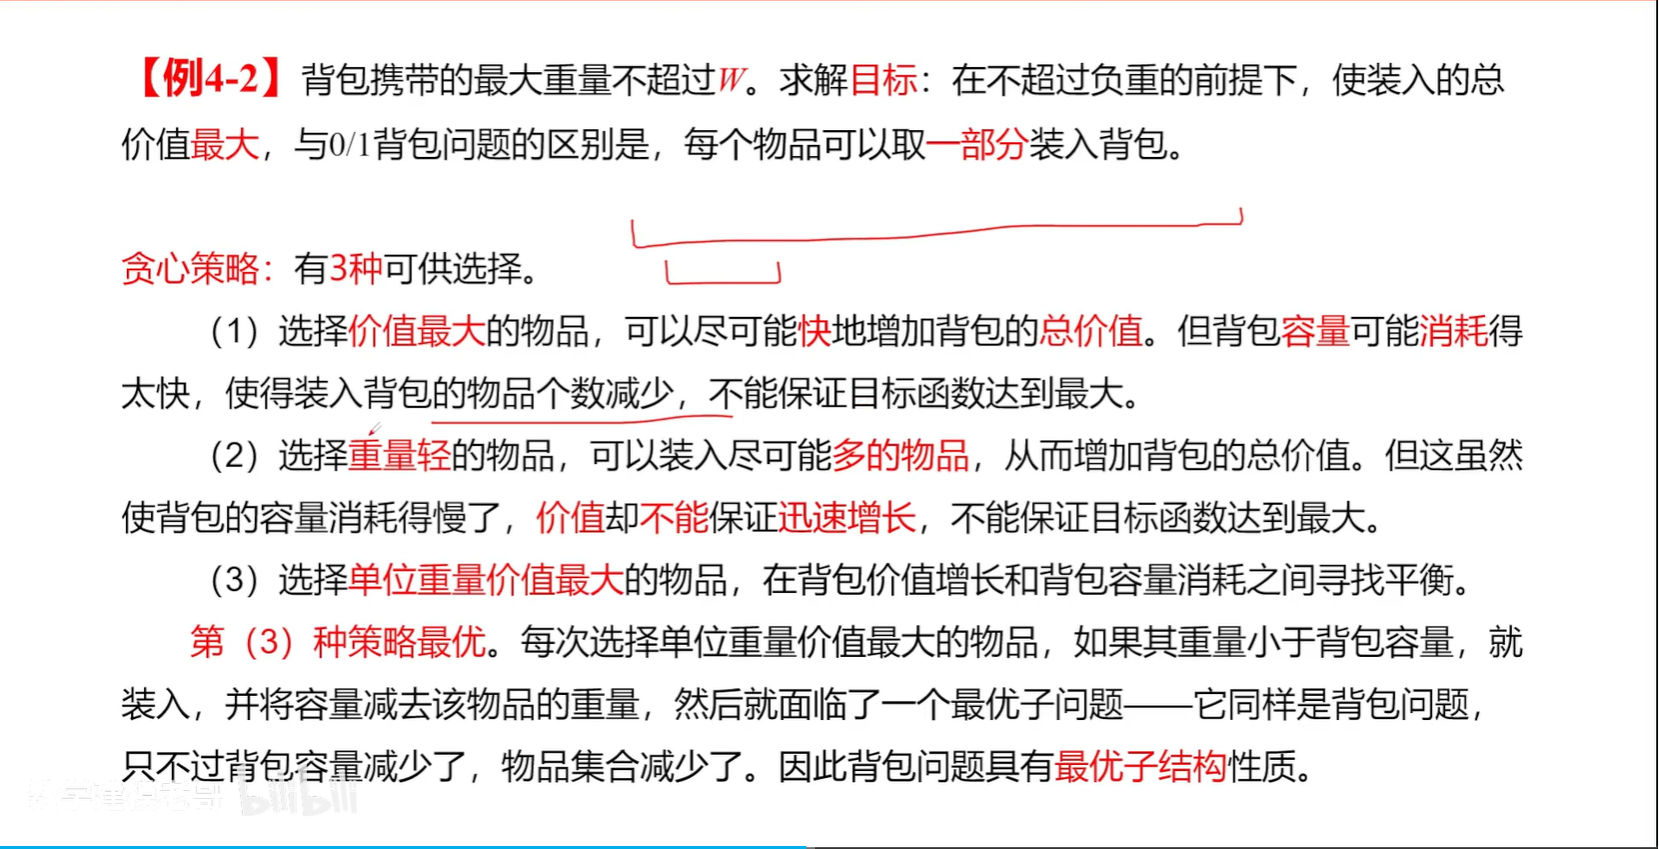 【例4-2】背包携带的最大重量不超过W。求解目标：在不超过负重的前提下，使装入的总
价值最大，与0/1背包问题的区别是，每个物品可以取一部分装入背包。
贪心策略：有3种可供选择。
（1）选择价值最大的物品，可以尽可能快地增加背包的总价值。但背包容量可能消耗得
太快，使得装入背包的物品个数减少，不能保证目标函数达到最大。
（2）选择重量轻的物品，可以装入尽可能多的物品，从而增加背包的总价值。但这虽然
使背包的容量消耗得慢了，价值却不能保证迅速增长，不能保证目标函数达到最大。
（3）选择单位重量价值最大的物品，在背包价值增长和背包容量消耗之间寻找平衡。
第（3）种策略最优。每次选择单位重量价值最大的物品，如果其重量小于背包容量，就
装入，并将容量减去该物品的重量，然后就面临了一个最优子问题——它同样是背包问题，
只不过背包容量减少了，物品集合减少了。因此背包问题具有最优子结构性质。
bilibili